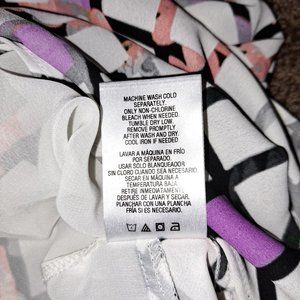 MACHINE WASH COLD
SEPARATELY.
ONLY NON-CHLORINE
BLEACH WHEN NEEDED.
TUMBLE DRY LOW.
REMOVE PROMPTLY.
AFTER WASH AND DRY.
COOL IRON IF NEEDED
LAVAR A MÁQUINA EN FRÍO
POR SEPARADO.
USAR SÓLO BLANQUEADOR
SIN CLORO CUANDO SEA NECESARIO
SECAR EN MÁQUINA A
TEMPERATURA BAJA.
RETIRE INMEDIATAMENTE.
DESPUÉS DE LAVAR Y SECAR.
PLANCHAR CON UNA PLANCHA
FRÍA SI ES NECESARIO.